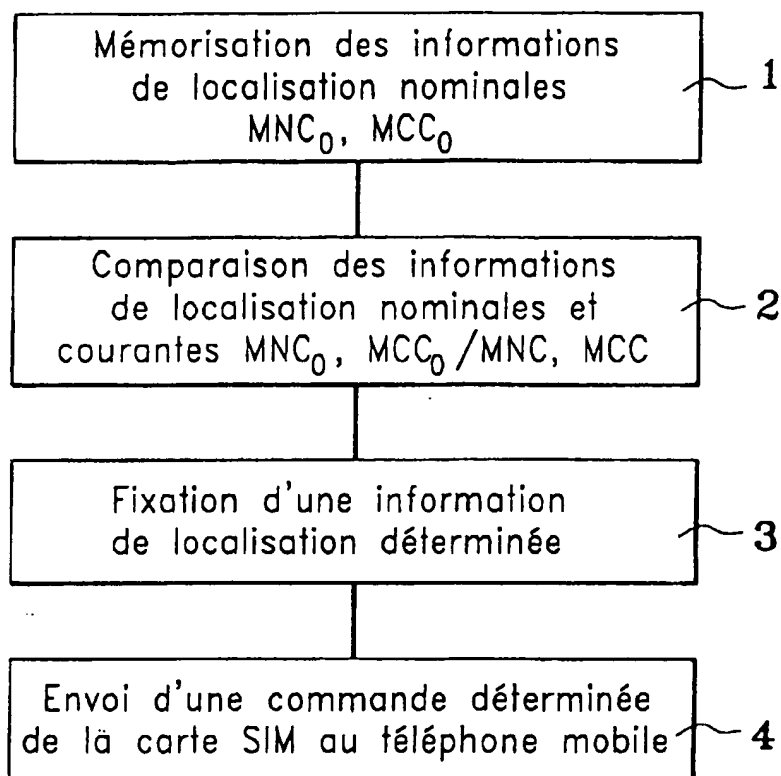 Mémorisation des informations
de localisation nominales
MNC₀, MCC₀
1
Comparaison des informations
de localisation nominales et
courantes MNC₀, MCC₀/MNC, MCC
2
Fixation d'une information
de localisation déterminée
3
Envoi d'une commande déterminée
de la carte SIM au téléphone mobile
4